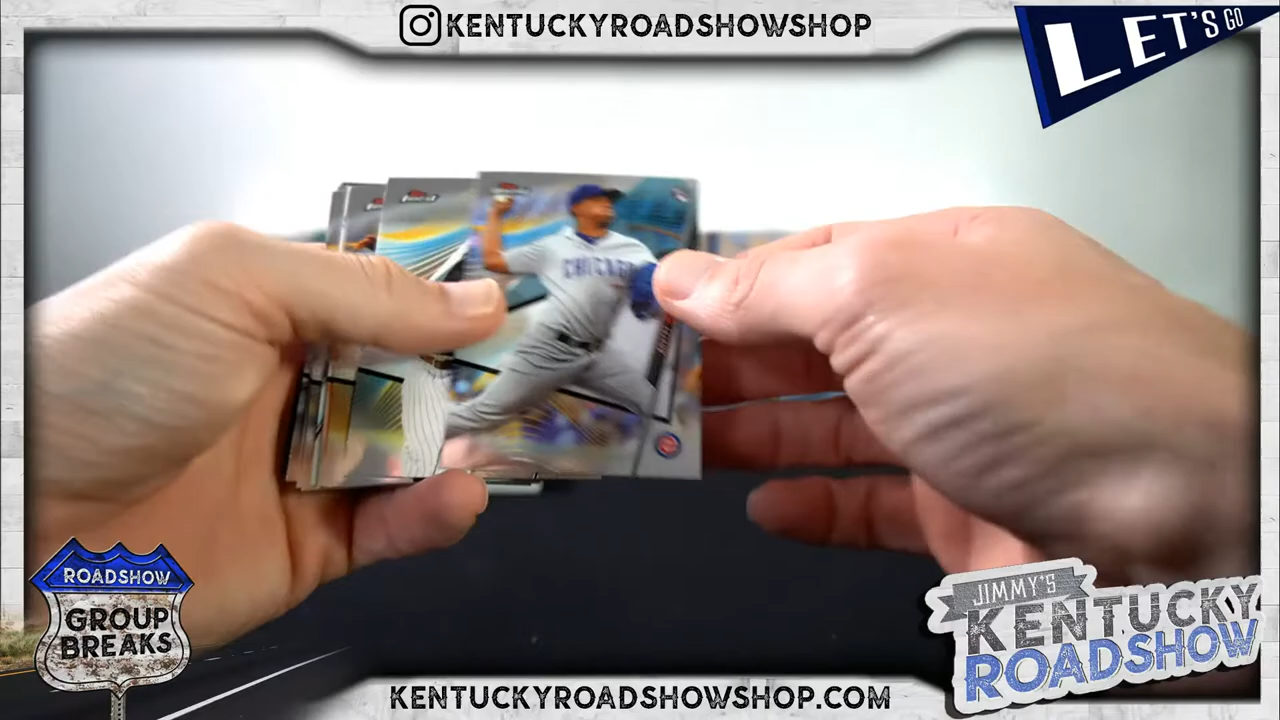 KENTUCKYROADSHOWSHOP
LET'S GO
CHICAGO
ROADSHOW
GROUP
BREAKS
JIMMY'S
KENTUCKY
ROADSHOW
KENTUCKYROADSHOWSHOP.COM